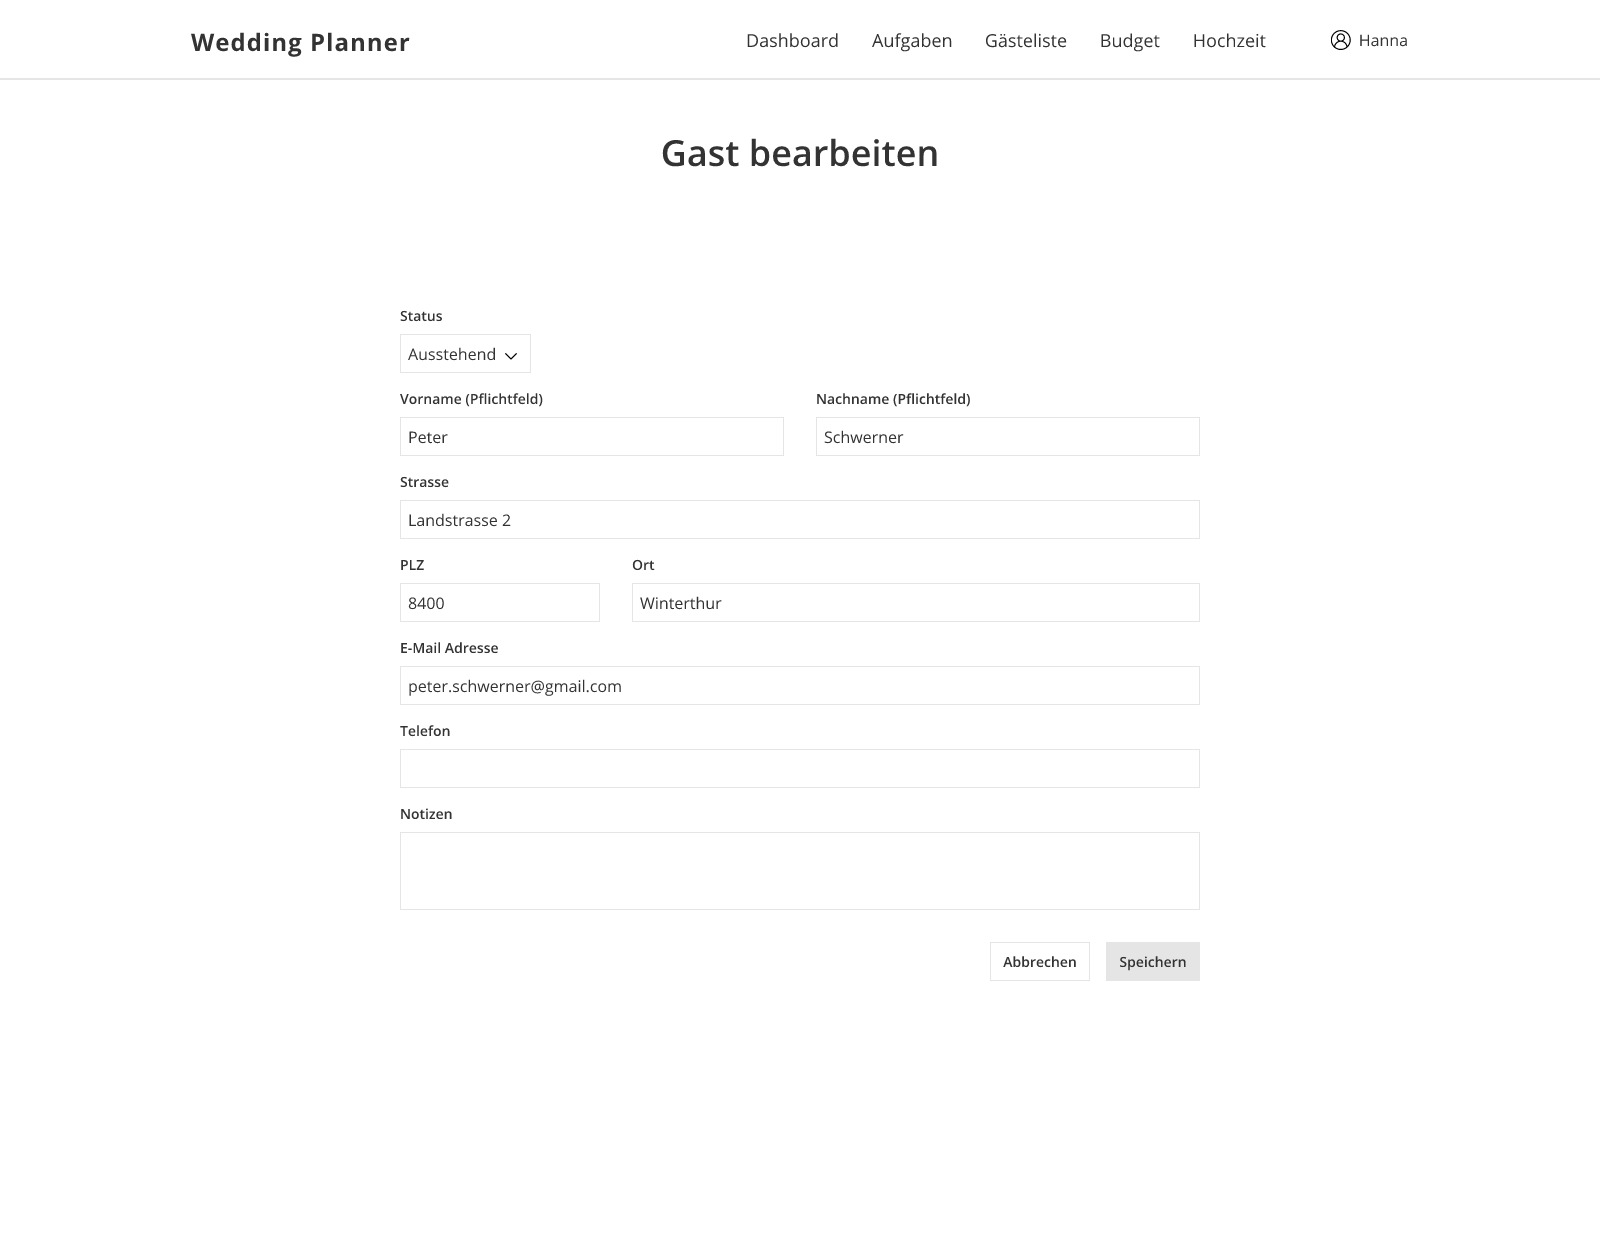 Wedding Planner
Dashboard Aufgaben Gästeliste Budget Hochzeit Hanna
Gast bearbeiten
Status
Ausstehend
Vorname (Pflichtfeld) Nachname (Pflichtfeld)
Peter Schwerner
Strasse
Landstrasse 2
PLZ Ort
8400 Winterthur
E-Mail Adresse
peter.schwerner@gmail.com
Telefon
Notizen
Abbrechen Speichern